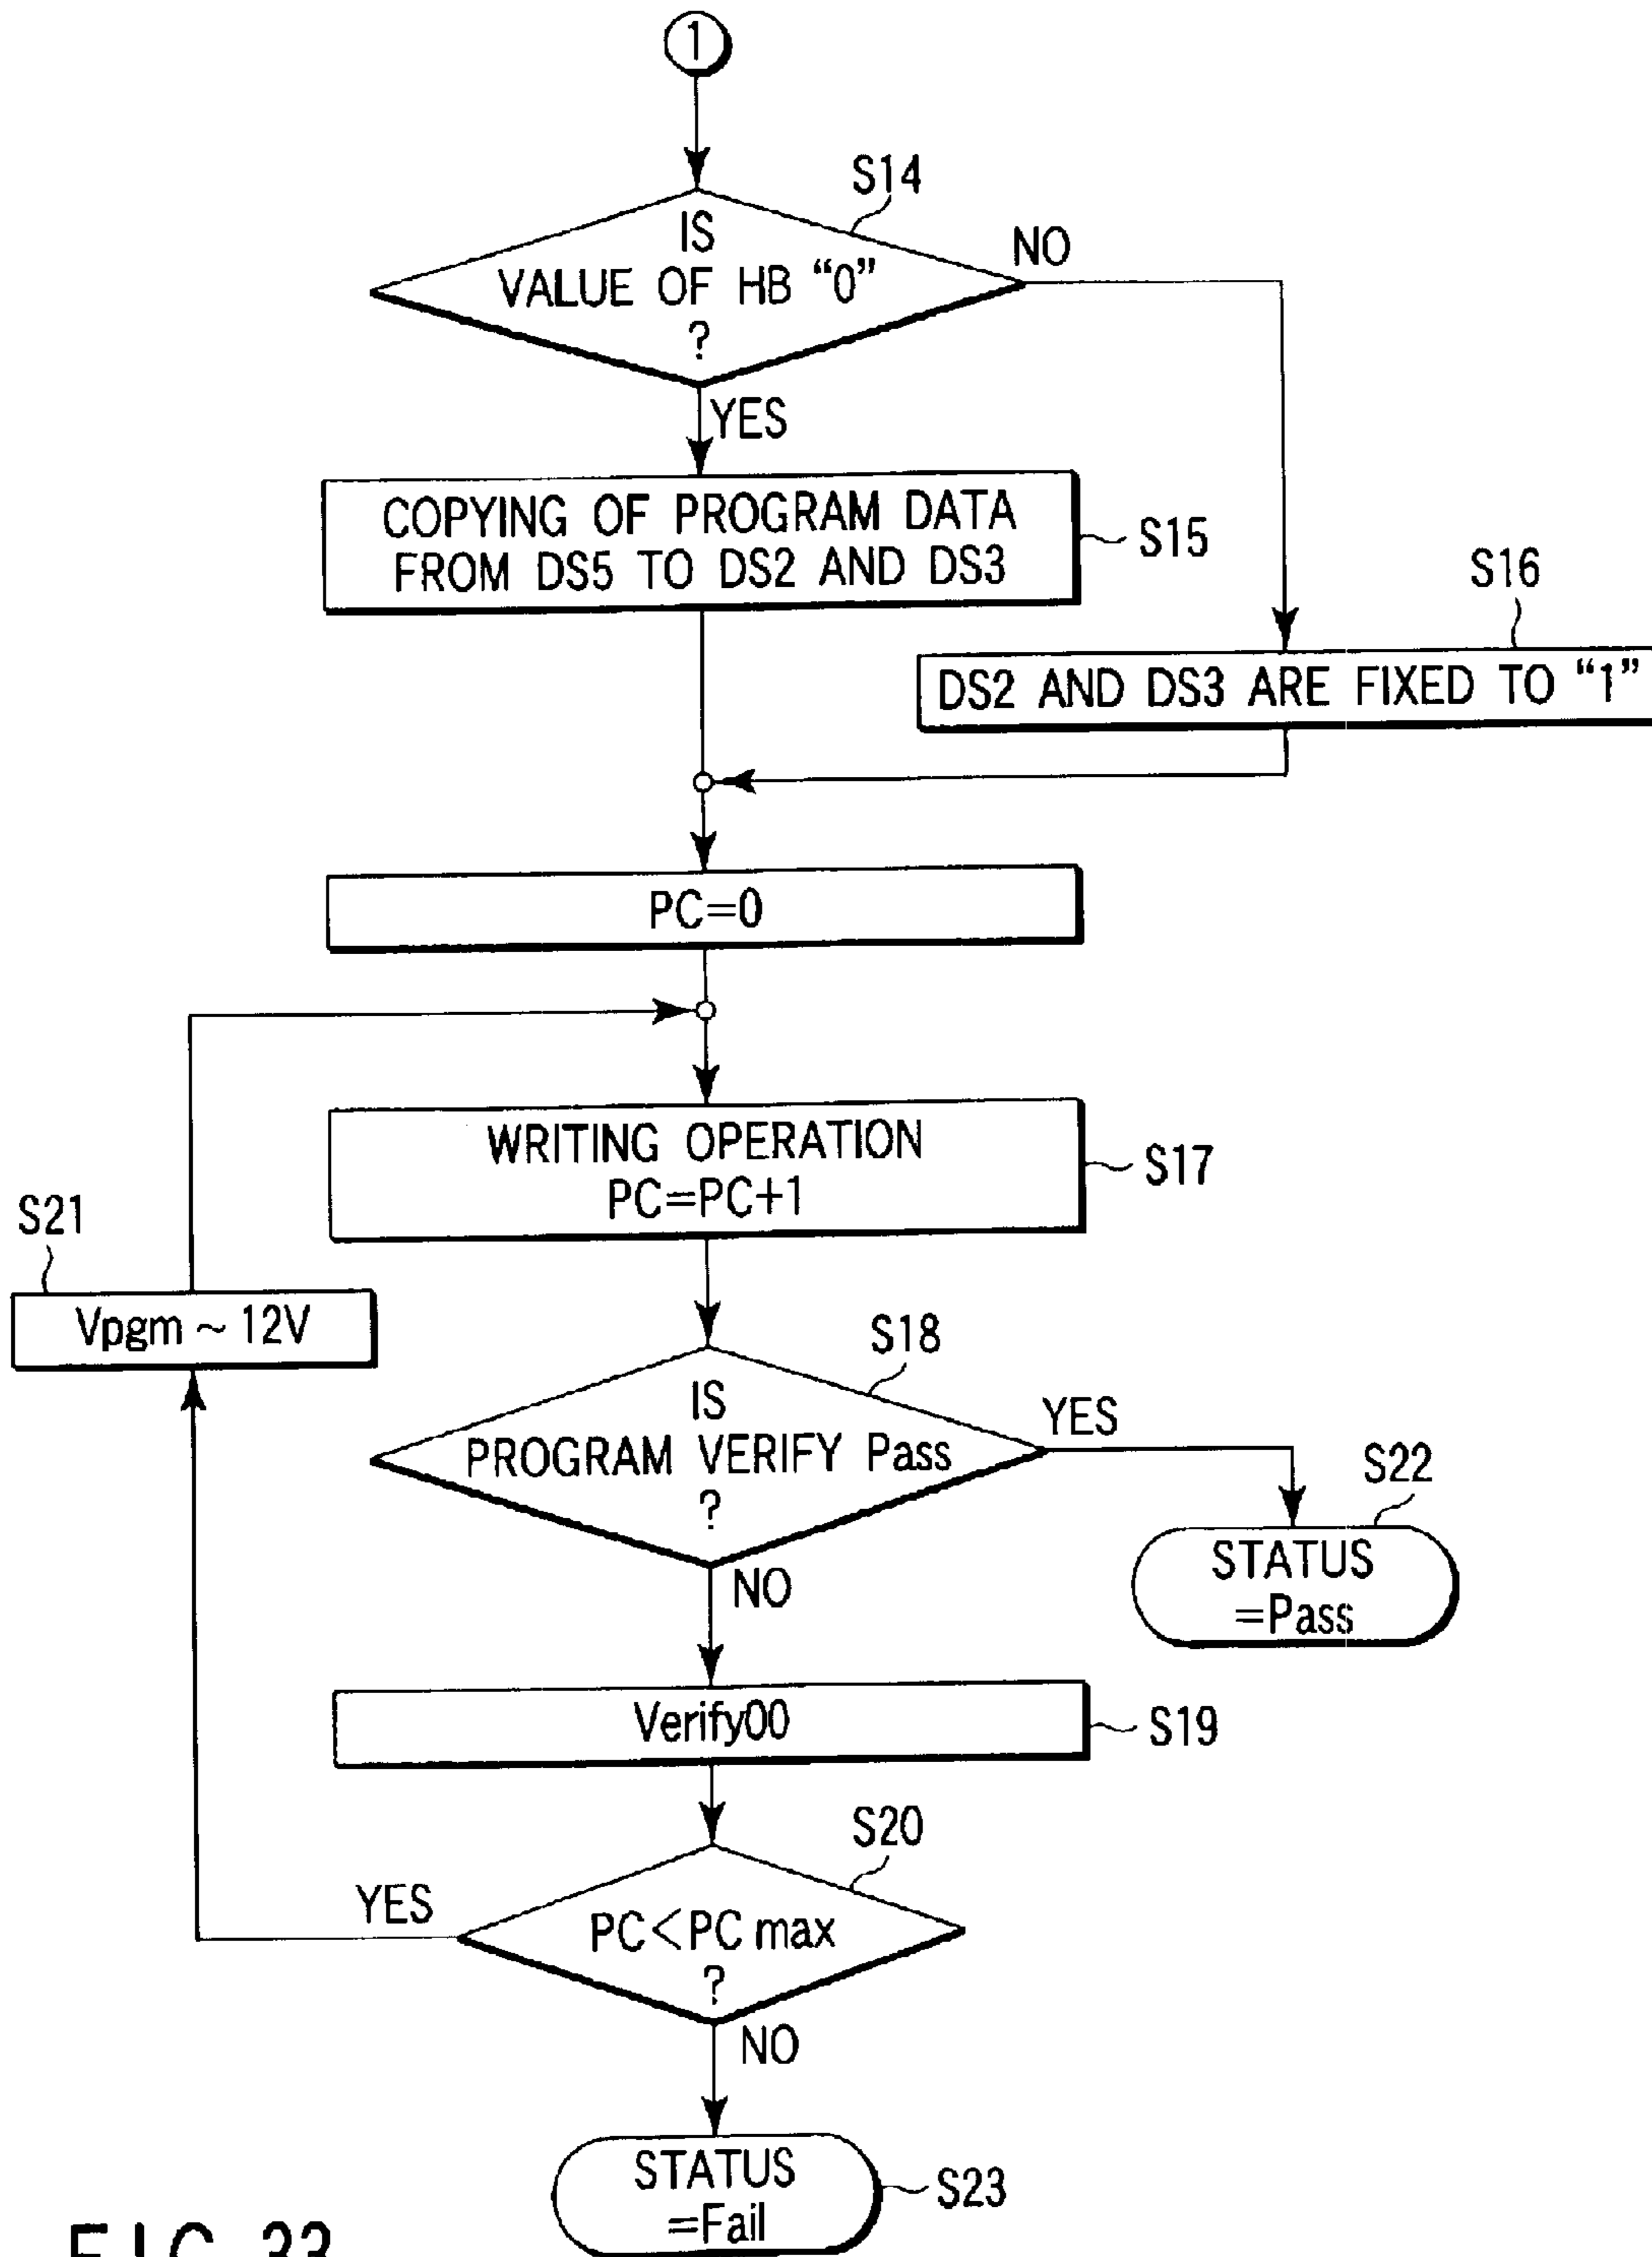 1
S14
IS
VALUE OF HB “0”
?
NO
YES
COPYING OF PROGRAM DATA
FROM DS5 TO DS2 AND DS3
S15
S16
DS2 AND DS3 ARE FIXED TO “1”
PC=0
WRITING OPERATION
PC=PC+1
S17
S21
Vpgm ~ 12V
S18
IS
PROGRAM VERIFY Pass
?
YES
NO
S22
STATUS
=Pass
Verify00
S19
S20
PC<PC max
?
YES
NO
STATUS
=Fail
S23
FIG. 33